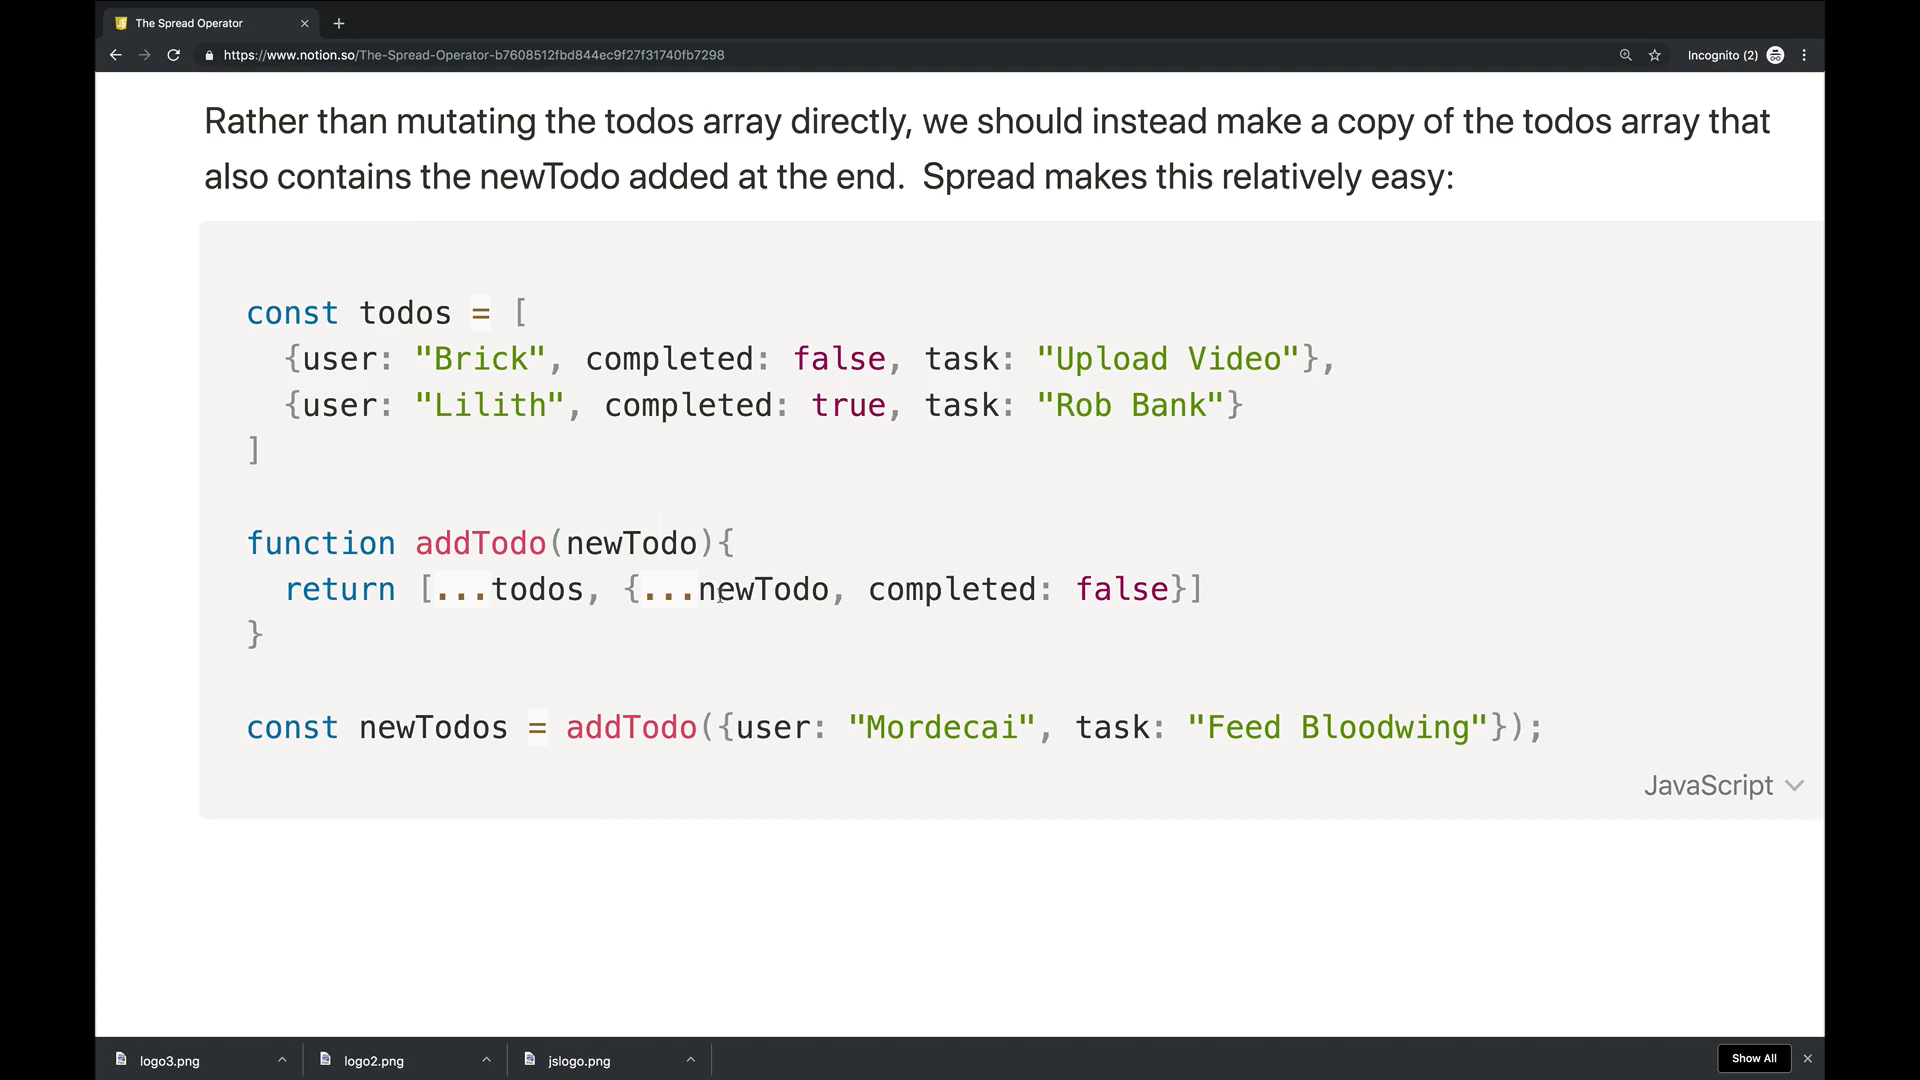 The Spread Operator
https://www.notion.so/The-Spread-Operator-b7608512fbd844ec9f27f31740fb7298
Incognito (2)
Rather than mutating the todos array directly, we should instead make a copy of the todos array that
also contains the newTodo added at the end.  Spread makes this relatively easy:
const todos = [
  {user: "Brick", completed: false, task: "Upload Video"},
  {user: "Lilith", completed: true, task: "Rob Bank"}
]
function addTodo(newTodo){
  return [...todos, {...newTodo, completed: false}]
}
const newTodos = addTodo({user: "Mordecai", task: "Feed Bloodwing"});
JavaScript
logo3.png
logo2.png
jslogo.png
Show All